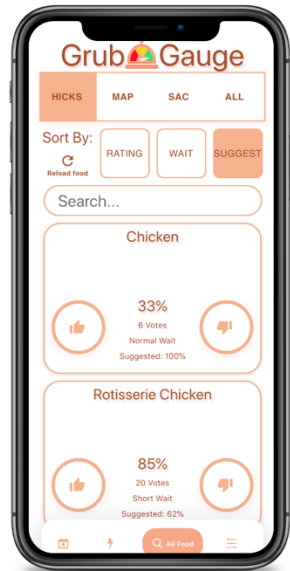 Grub Gauge
HICKS MAP SAC ALL
Sort By:
Reload food
RATING WAIT SUGGEST
Search...
Chicken
33%
6 Votes
Normal Wait
Suggested: 100%
Rotisserie Chicken
85%
20 Votes
Short Wait
Suggested: 62%
All Food